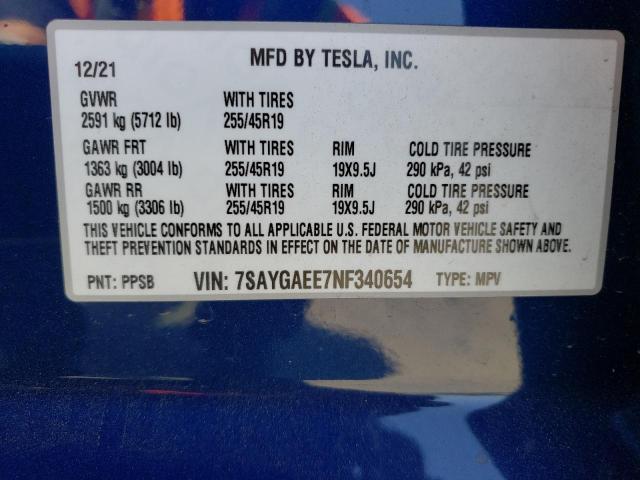 12/21 MFD BY TESLA, INC.
GVWR WITH TIRES
2591 kg (5712 lb) 255/45R19
GAWR FRT WITH TIRES RIM COLD TIRE PRESSURE
1363 kg (3004 lb) 255/45R19 19X9.5J 290 kPa, 42 psi
GAWR RR WITH TIRES RIM COLD TIRE PRESSURE
1500 kg (3306 lb) 255/45R19 19X9.5J 290 kPa, 42 psi
THIS VEHICLE CONFORMS TO ALL APPLICABLE U.S. FEDERAL MOTOR VEHICLE SAFETY AND
THEFT PREVENTION STANDARDS IN EFFECT ON THE DATE OF MANUFACTURE SHOWN ABOVE.
PNT: PPSB VIN: 7SAYGAEE7NF340654 TYPE: MPV